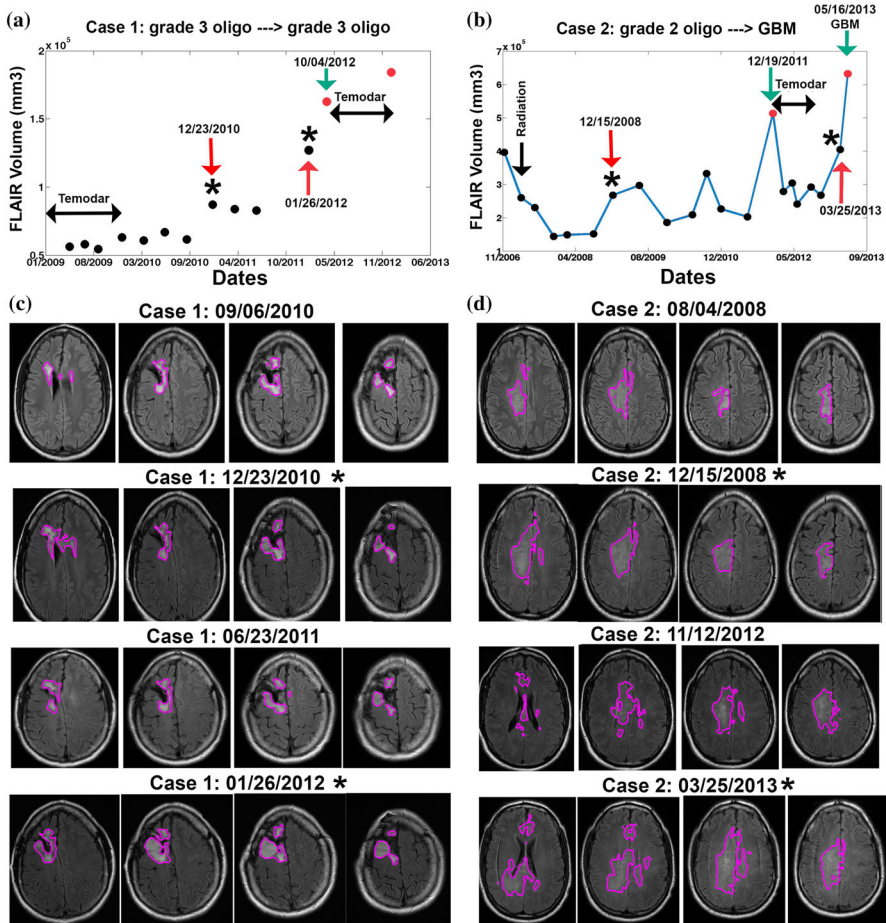 (a)
Case 1: grade 3 oligo ---> grade 3 oligo
x 10^5
FLAIR Volume (mm3)
2
1.5
1
0.5
10/04/2012
Temodar
12/23/2010
*
*
01/26/2012
Temodar
01/2009 08/2009 03/2010 09/2010 04/2011 10/2011 05/2012 11/2012 06/2013
Dates
(b)
Case 2: grade 2 oligo ---> GBM
05/16/2013
GBM
x 10^5
FLAIR Volume (mm3)
7
6
5
4
3
2
1
12/19/2011
Temodar
Radiation
12/15/2008
*
*
03/25/2013
11/2006 04/2008 08/2009 12/2010 05/2012 09/2013
Dates
(c)
Case 1: 09/06/2010
Case 1: 12/23/2010 *
Case 1: 06/23/2011
Case 1: 01/26/2012 *
(d)
Case 2: 08/04/2008
Case 2: 12/15/2008 *
Case 2: 11/12/2012
Case 2: 03/25/2013 *